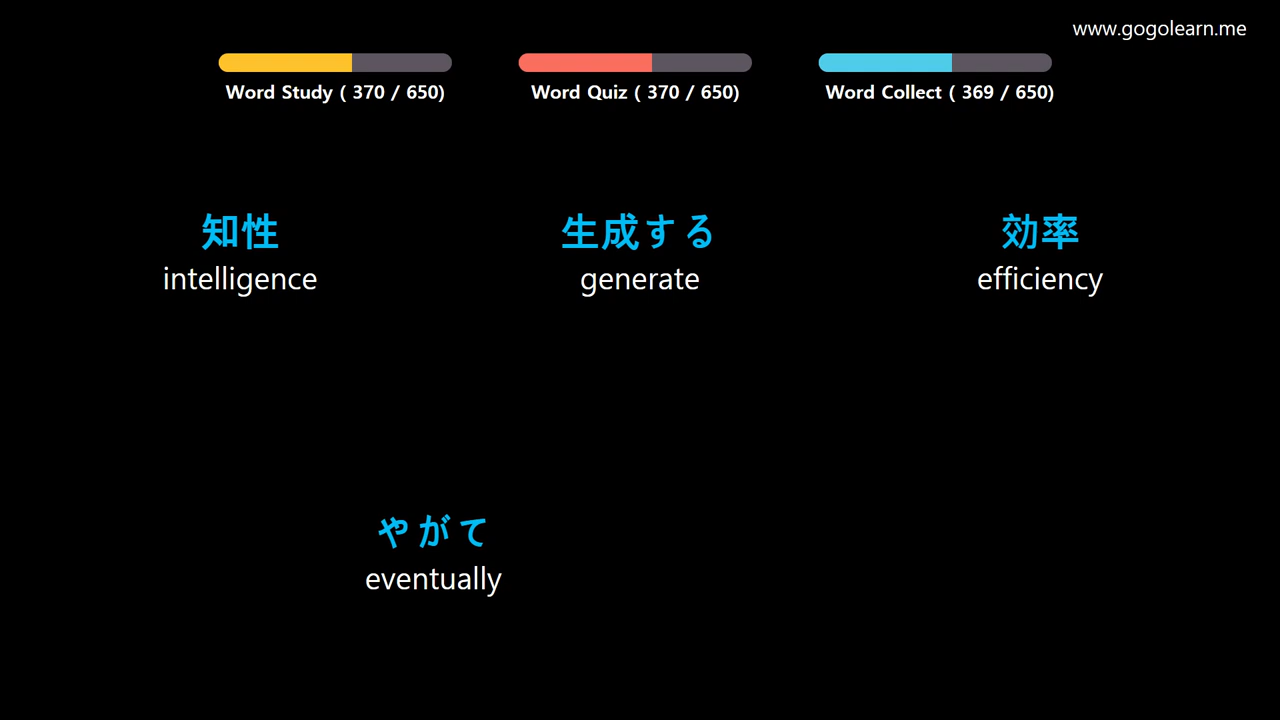 www.gogolearn.me
Word Study ( 370 / 650)
Word Quiz ( 370 / 650)
Word Collect ( 369 / 650)
知性
intelligence
生成する
generate
効率
efficiency
やがて
eventually